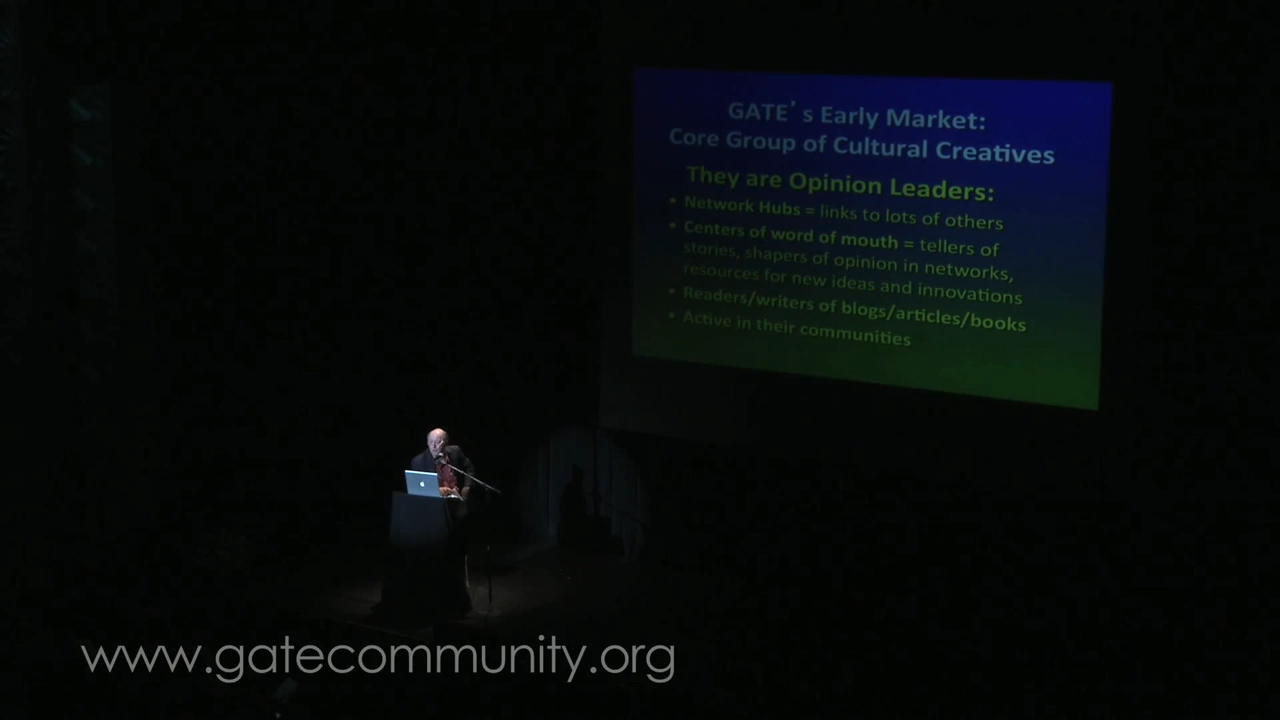 GATE’s Early Market:
Core Group of Cultural Creatives
They are Opinion Leaders:
• Network Hubs = links to lots of others
• Centers of word of mouth = tellers of
stories, shapers of opinion in networks,
resources for new ideas and innovations
• Readers/writers of blogs/articles/books
• Active in their communities
www.gatecommunity.org